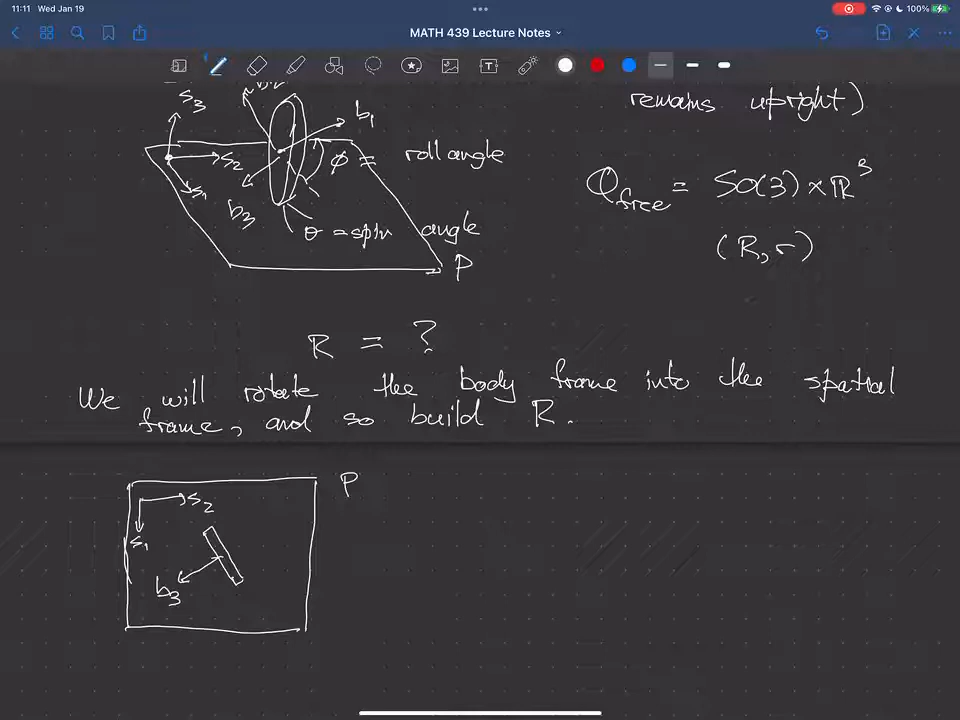 11:11 Wed Jan 19
100%
MATH 439 Lecture Notes
remains upright)
s3
b1
s2
ϕ = roll angle
s1
b3
θ = spin angle
P
Q free = SO(3) × ℝ³
(R, r)
R = ?
We will rotate the body frame into the spatial
frame, and so build R.
P
s2
s1
b3